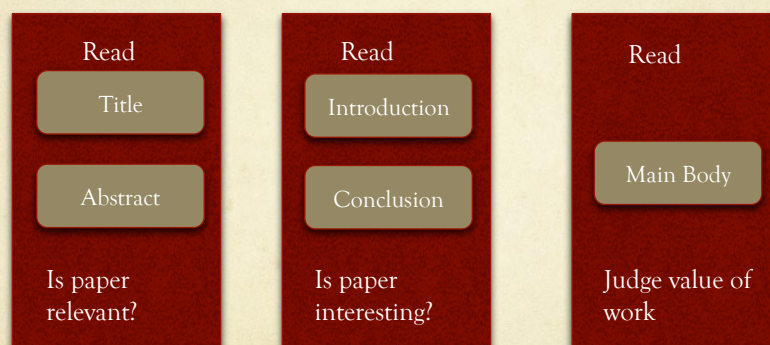 Read
Title
Abstract
Is paper
relevant?
Read
Introduction
Conclusion
Is paper
interesting?
Read
Main Body
Judge value of
work